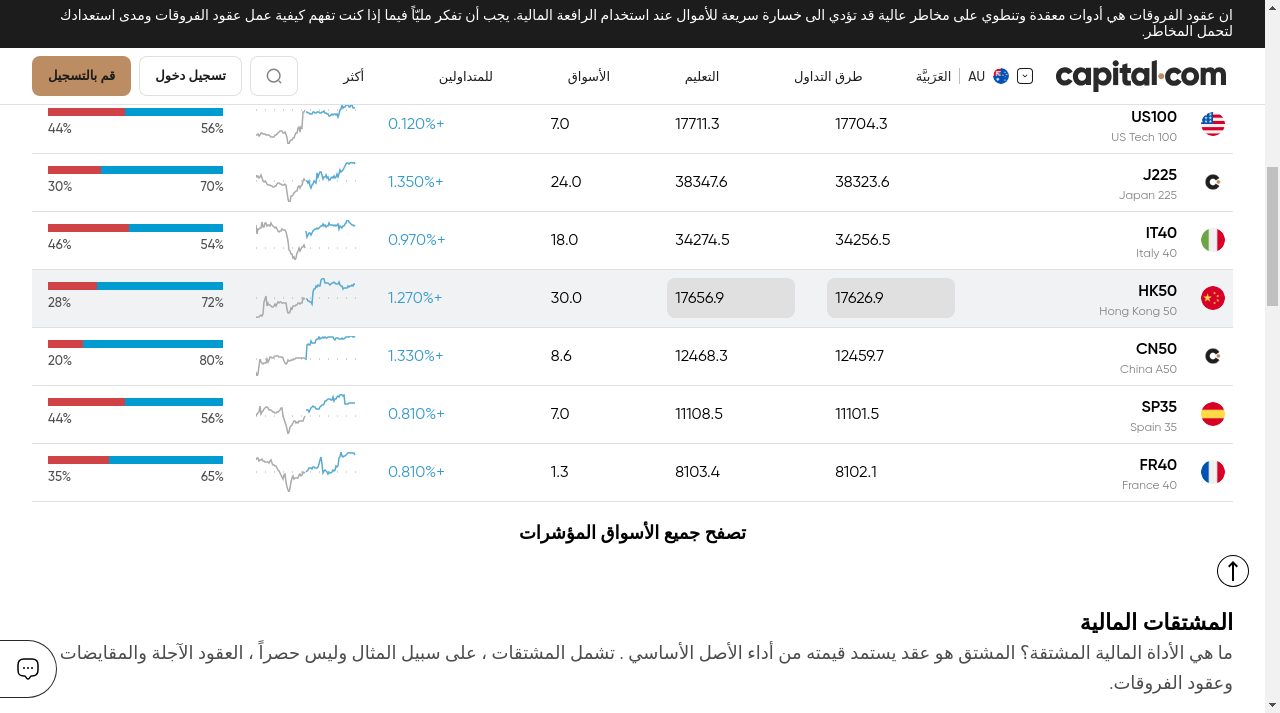 ان عقود الفروقات هي أدوات معقدة وتنطوي على مخاطر عالية قد تؤدي الى خسارة سريعة للأموال عند استخدام الرافعة المالية. يجب أن تفكر مليّاً فيما إذا كنت تفهم كيفية عمل عقود الفروقات ومدى استعدادك
لتحمل المخاطر.
capital.com العَرَبِيَّة AU طرق التداول التعليم الأسواق للمتداولين أكثر تسجيل دخول قم بالتسجيل
US100 17704.3 17711.3 7.0 0.120%+ 56% 44%
US Tech 100
J225 38323.6 38347.6 24.0 1.350%+ 70% 30%
Japan 225
IT40 34256.5 34274.5 18.0 0.970%+ 54% 46%
Italy 40
HK50 17626.9 17656.9 30.0 1.270%+ 72% 28%
Hong Kong 50
CN50 12459.7 12468.3 8.6 1.330%+ 80% 20%
China A50
SP35 11101.5 11108.5 7.0 0.810%+ 56% 44%
Spain 35
FR40 8102.1 8103.4 1.3 0.810%+ 65% 35%
France 40
تصفح جميع الأسواق المؤشرات
المشتقات المالية
ما هي الأداة المالية المشتقة؟ المشتق هو عقد يستمد قيمته من أداء الأصل الأساسي . تشمل المشتقات ، على سبيل المثال وليس حصراً ، العقود الآجلة والمقايضات
وعقود الفروقات.